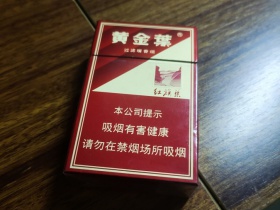 黄金葉
红旗渠
本公司提示
吸烟有害健康
请勿在禁烟场所吸烟